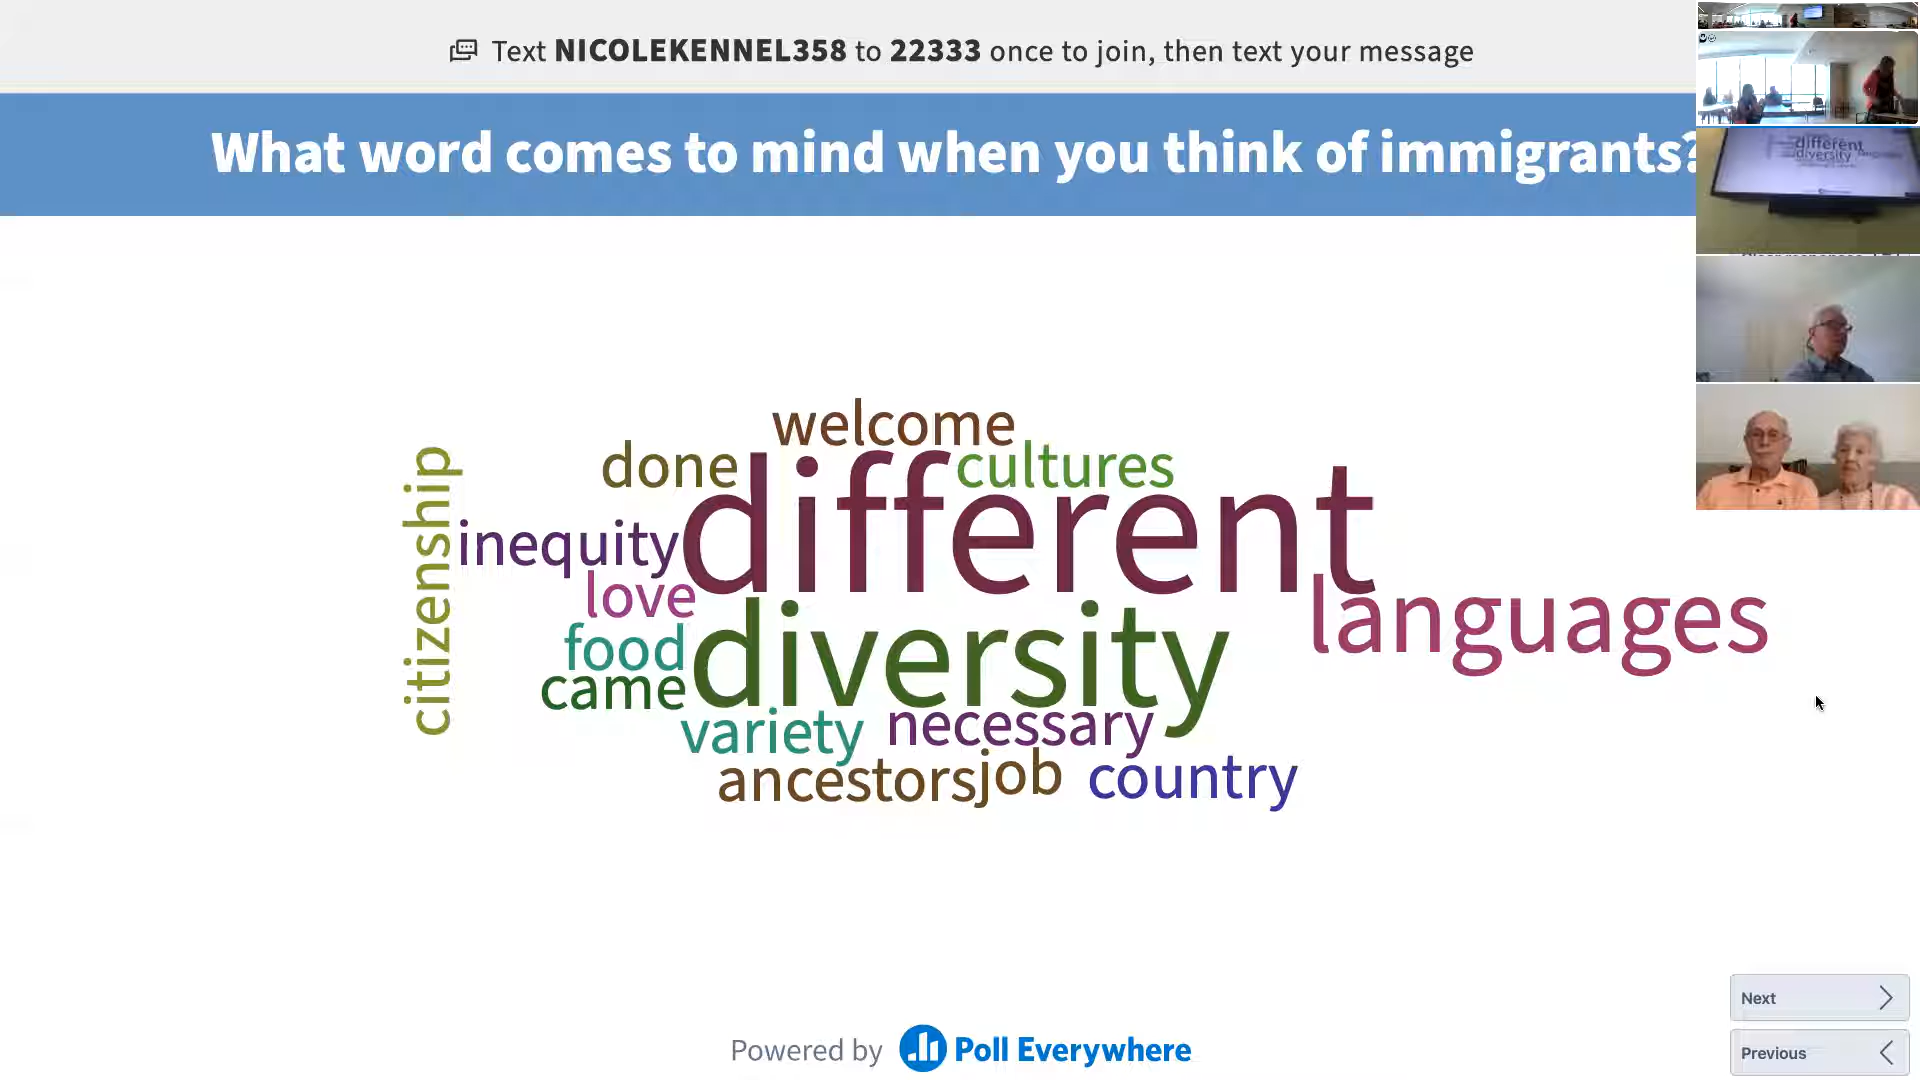 Text NICOLEKENNEL358 to 22333 once to join, then text your message
What word comes to mind when you think of immigrants?
different
diversity
welcome
done
cultures
different
citizenship
inequity
love
languages
food
diversity
came
variety
necessary
ancestors
job
country
Next
Previous
Powered by Poll Everywhere